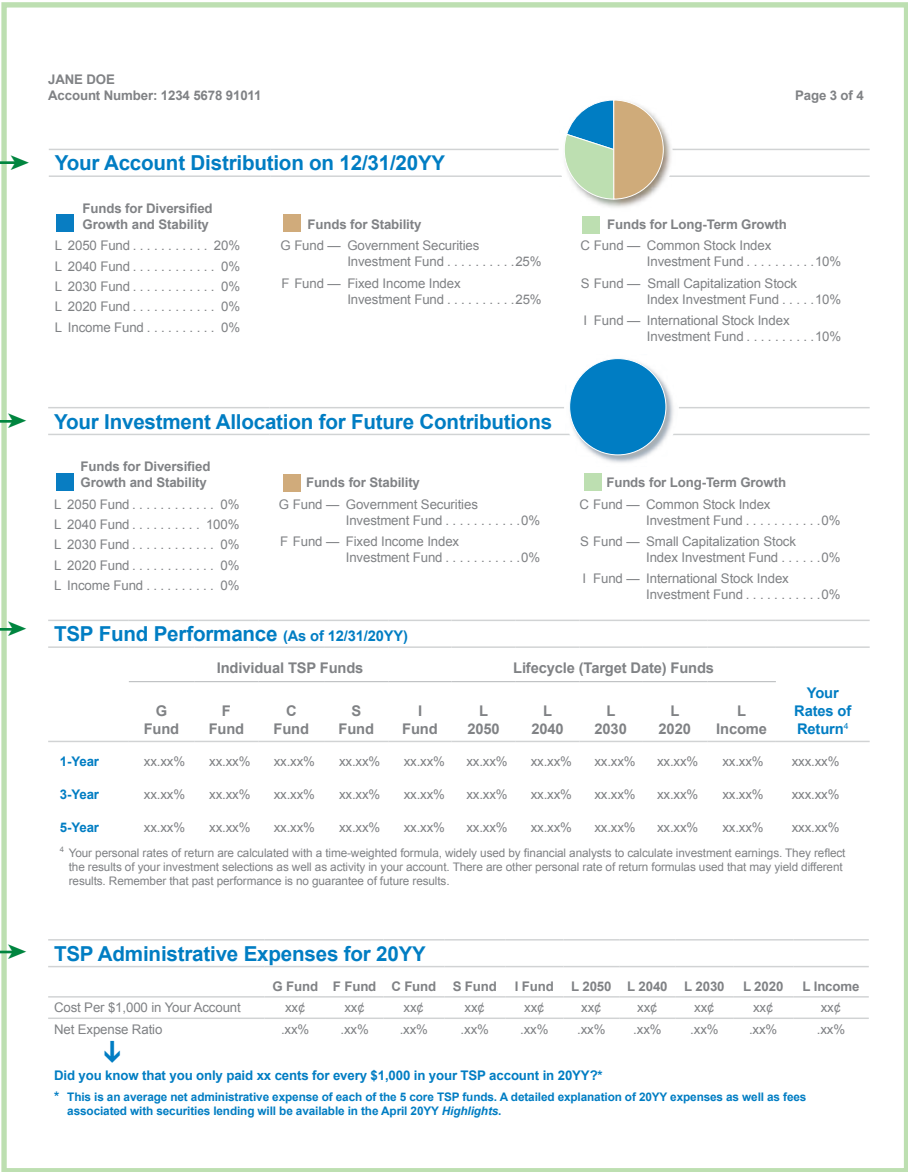 JANE DOE
Account Number: 1234 5678 91011 Page 3 of 4
Your Account Distribution on 12/31/20YY
Funds for Diversified
Growth and Stability
L 2050 Fund . . . . . . . . . . . 20%
L 2040 Fund . . . . . . . . . . . 0%
L 2030 Fund . . . . . . . . . . . 0%
L 2020 Fund . . . . . . . . . . . 0%
L Income Fund . . . . . . . . . . 0%
Funds for Stability
G Fund — Government Securities
Investment Fund . . . . . . . . . .25%
F Fund — Fixed Income Index
Investment Fund . . . . . . . . . .25%
Funds for Long-Term Growth
C Fund — Common Stock Index
Investment Fund . . . . . . . . . .10%
S Fund — Small Capitalization Stock
Index Investment Fund . . . . .10%
I Fund — International Stock Index
Investment Fund . . . . . . . . . .10%
Your Investment Allocation for Future Contributions
Funds for Diversified
Growth and Stability
L 2050 Fund . . . . . . . . . . . 0%
L 2040 Fund . . . . . . . . . . 100%
L 2030 Fund . . . . . . . . . . . 0%
L 2020 Fund . . . . . . . . . . . 0%
L Income Fund . . . . . . . . . . 0%
Funds for Stability
G Fund — Government Securities
Investment Fund . . . . . . . . . . .0%
F Fund — Fixed Income Index
Investment Fund . . . . . . . . . . .0%
Funds for Long-Term Growth
C Fund — Common Stock Index
Investment Fund . . . . . . . . . . .0%
S Fund — Small Capitalization Stock
Index Investment Fund . . . . . .0%
I Fund — International Stock Index
Investment Fund . . . . . . . . . . .0%
TSP Fund Performance (As of 12/31/20YY)
Individual TSP Funds Lifecycle (Target Date) Funds
Your
G F C S I L L L L L Rates of
Fund Fund Fund Fund Fund 2050 2040 2030 2020 Income Return⁴
1-Year xx.xx% xx.xx% xx.xx% xx.xx% xx.xx% xx.xx% xx.xx% xx.xx% xx.xx% xx.xx% xxx.xx%
3-Year xx.xx% xx.xx% xx.xx% xx.xx% xx.xx% xx.xx% xx.xx% xx.xx% xx.xx% xx.xx% xxx.xx%
5-Year xx.xx% xx.xx% xx.xx% xx.xx% xx.xx% xx.xx% xx.xx% xx.xx% xx.xx% xx.xx% xxx.xx%
⁴ Your personal rates of return are calculated with a time-weighted formula, widely used by financial analysts to calculate investment earnings. They reflect
the results of your investment selections as well as activity in your account. There are other personal rate of return formulas used that may yield different
results. Remember that past performance is no guarantee of future results.
TSP Administrative Expenses for 20YY
G Fund F Fund C Fund S Fund I Fund L 2050 L 2040 L 2030 L 2020 L Income
Cost Per $1,000 in Your Account xx¢ xx¢ xx¢ xx¢ xx¢ xx¢ xx¢ xx¢ xx¢ xx¢
Net Expense Ratio .xx% .xx% .xx% .xx% .xx% .xx% .xx% .xx% .xx% .xx%
Did you know that you only paid xx cents for every $1,000 in your TSP account in 20YY?*
* This is an average net administrative expense of each of the 5 core TSP funds. A detailed explanation of 20YY expenses as well as fees
associated with securities lending will be available in the April 20YY Highlights.